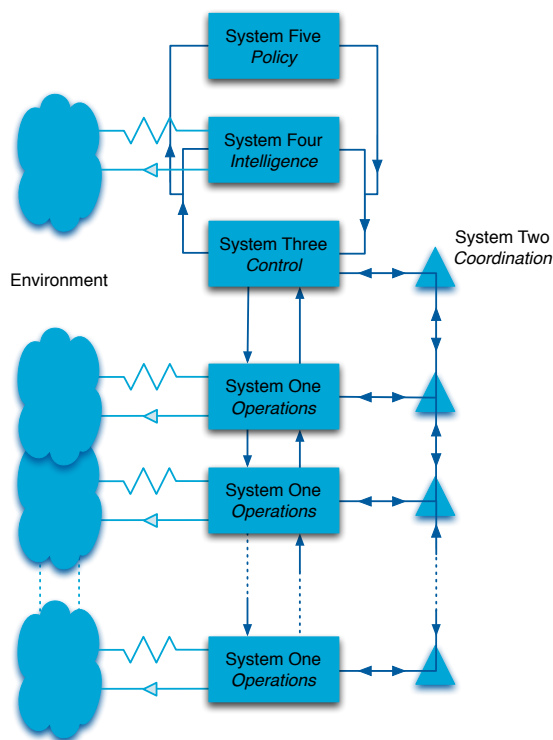 System Five
Policy
System Four
Intelligence
System Three
Control
System Two
Coordination
Environment
System One
Operations
System One
Operations
System One
Operations